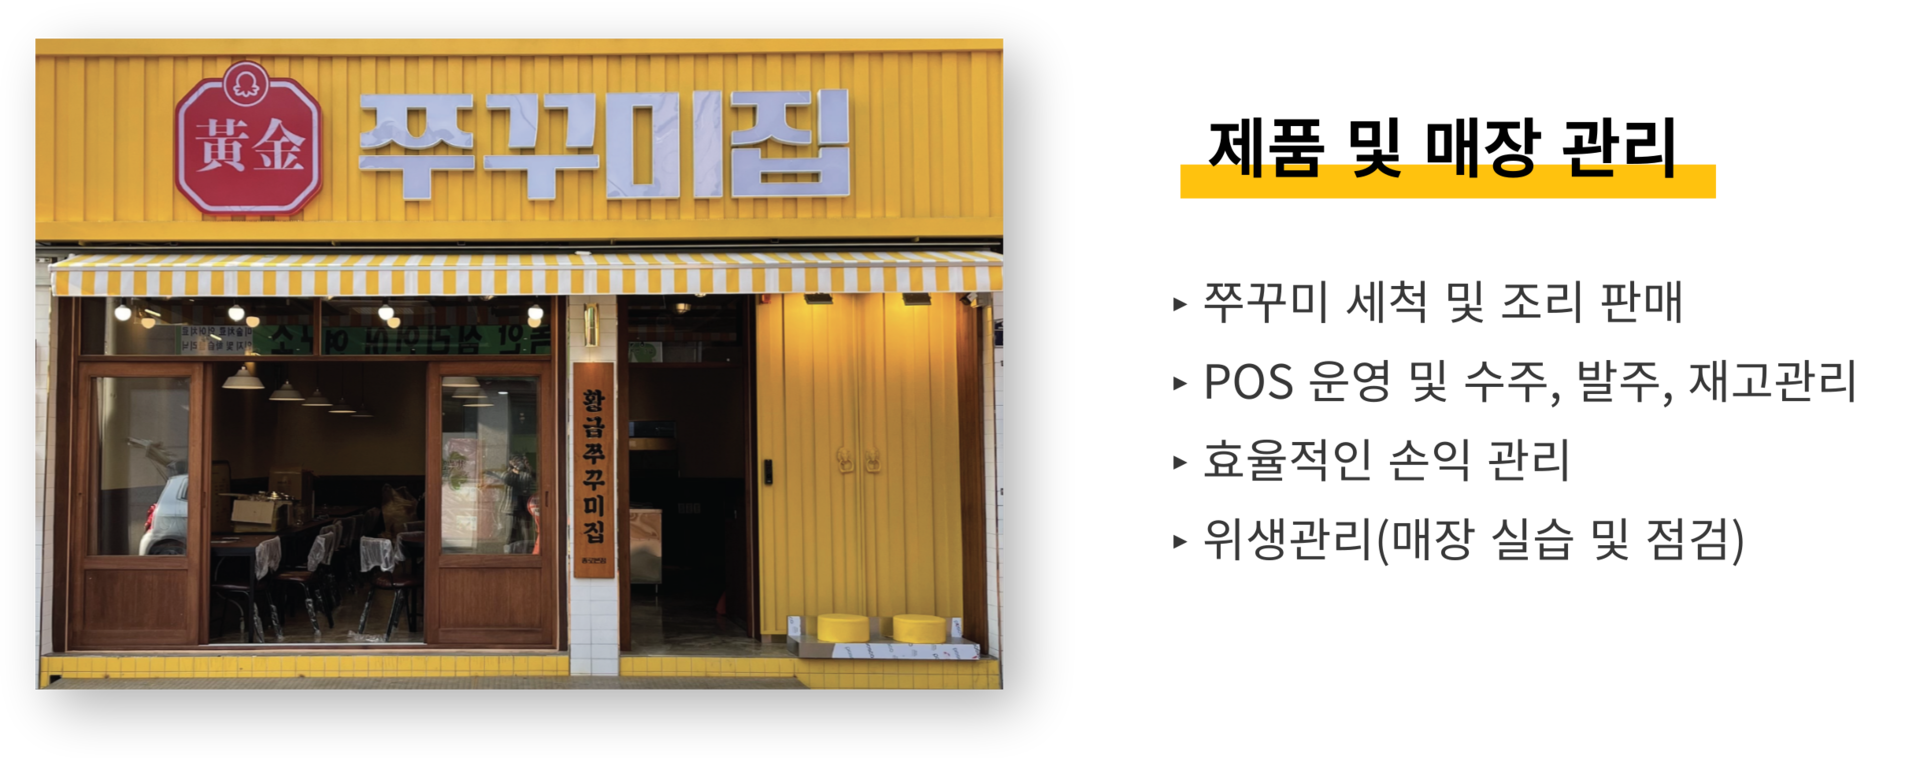 黃金
쭈꾸미집
황금쭈꾸미집
제품 및 매장 관리
▸ 쭈꾸미 세척 및 조리 판매
▸ POS 운영 및 수주, 발주, 재고관리
▸ 효율적인 손익 관리
▸ 위생관리(매장 실습 및 점검)